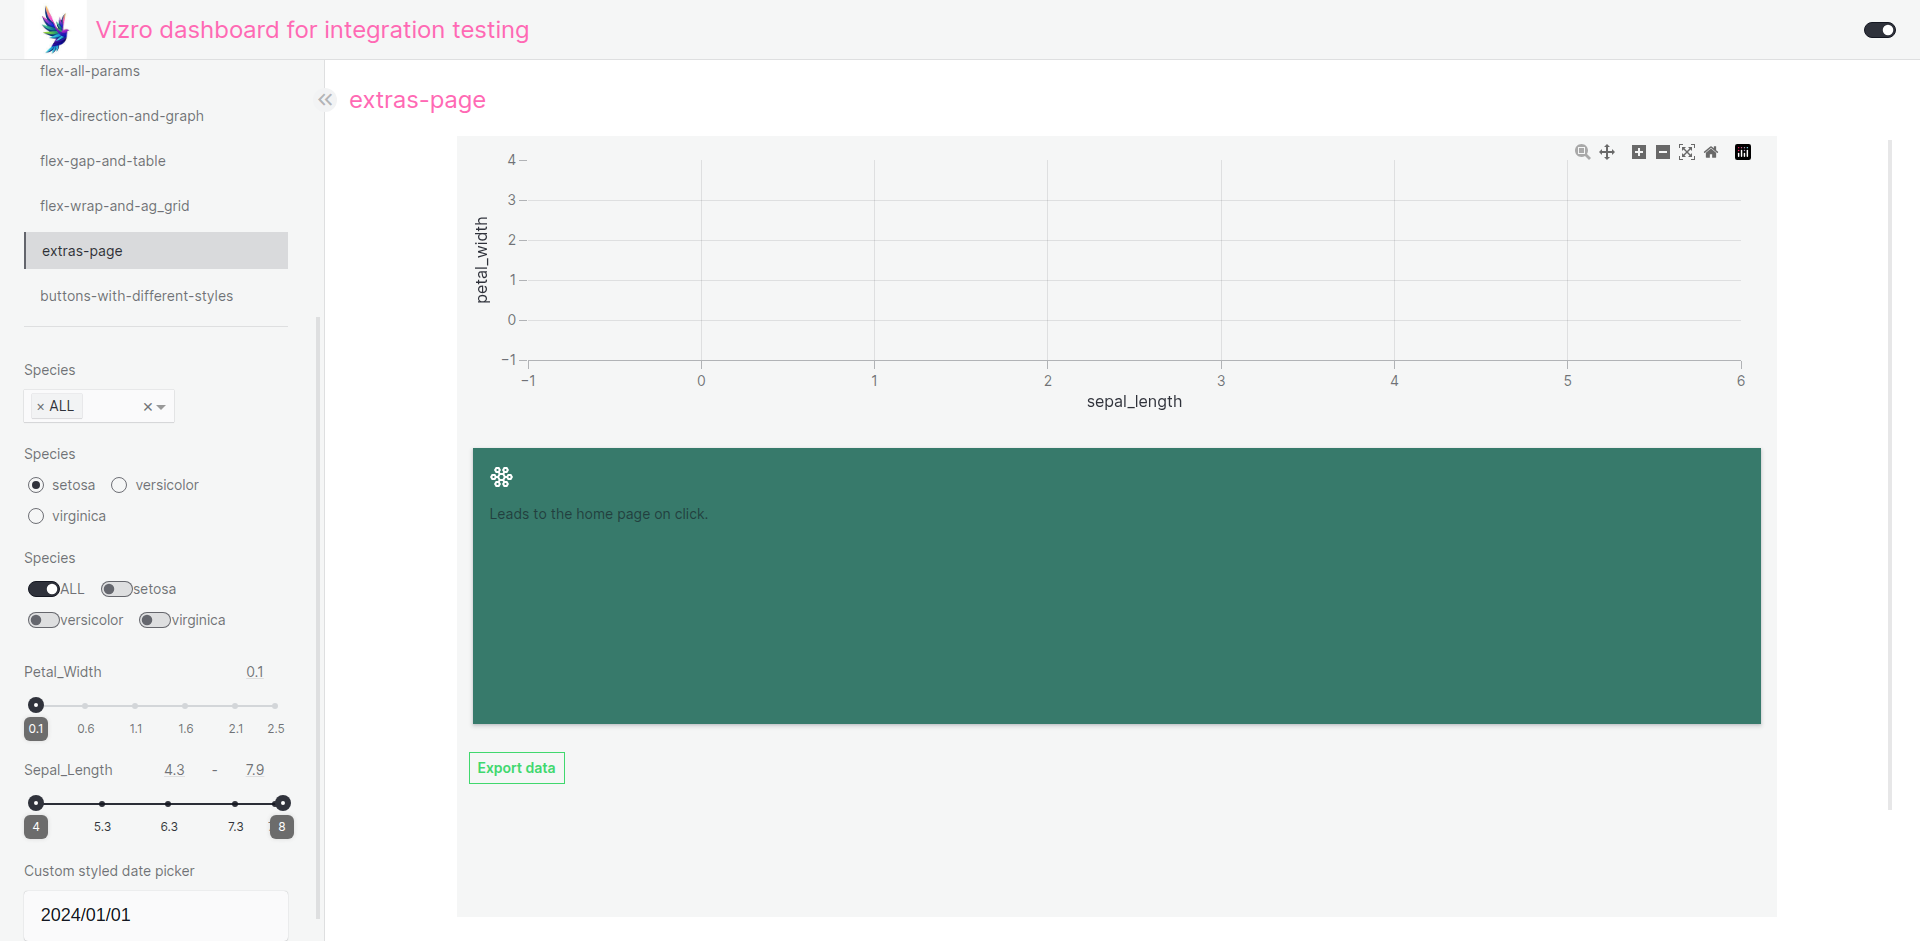 Vizro dashboard for integration testing
flex-all-params
flex-direction-and-graph
flex-gap-and-table
flex-wrap-and-ag_grid
extras-page
buttons-with-different-styles
Species
× ALL
Species
setosa versicolor
virginica
Species
ALL setosa
versicolor virginica
Petal_Width 0.1
0.1 0.6 1.1 1.6 2.1 2.5
Sepal_Length 4.3 - 7.9
4 5.3 6.3 7.3 8
Custom styled date picker
2024/01/01
extras-page
4
3
2
1
0
−1
petal_width
−1 0 1 2 3 4 5 6
sepal_length
Leads to the home page on click.
Export data